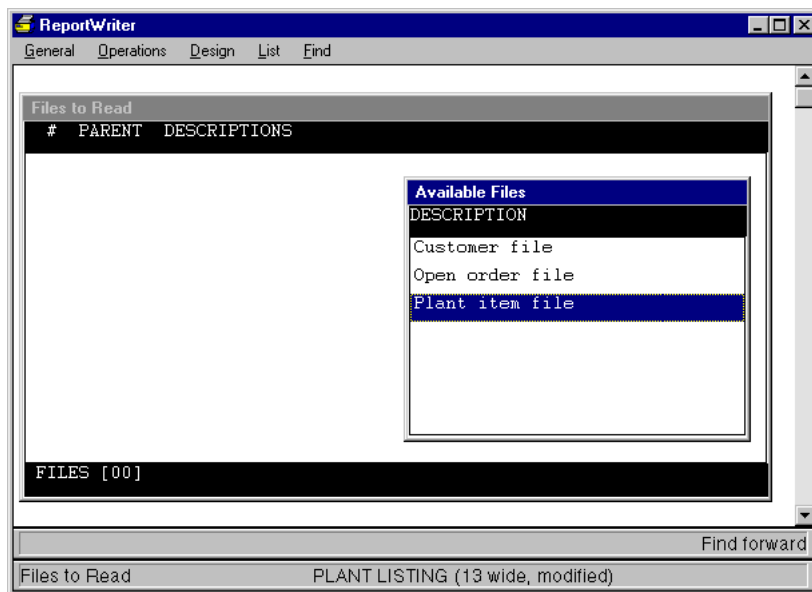 ReportWriter
General Operations Design List Find
Files to Read
# PARENT DESCRIPTIONS
Available Files
DESCRIPTION
Customer file
Open order file
Plant item file
FILES [00]
Find forward
Files to Read PLANT LISTING (13 wide, modified)